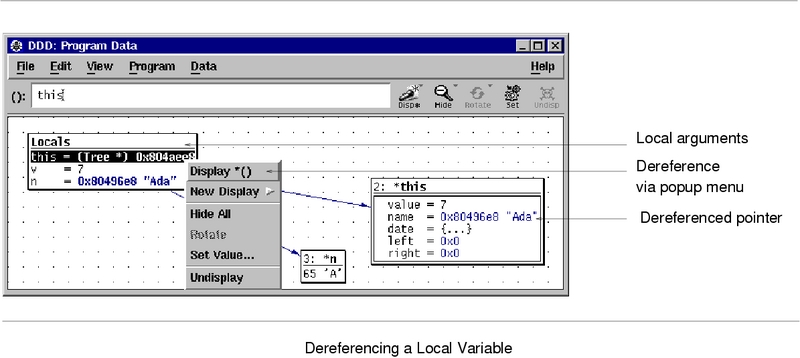 DDD: Program Data
File Edit View Program Data Help
(): this
Disp* Hide Rotate Set Undisp
Locals
this = (Tree *) 0x804aee8
v = 7
n = 0x80496e8 "Ada"
Display *()
New Display
Hide All
Rotate
Set Value...
Undisplay
2: *this
value = 7
name = 0x80496e8 "Ada"
date = {...}
left = 0x0
right = 0x0
3: *n
65 'A'
Local arguments
Dereference
via popup menu
Dereferenced pointer
Dereferencing a Local Variable